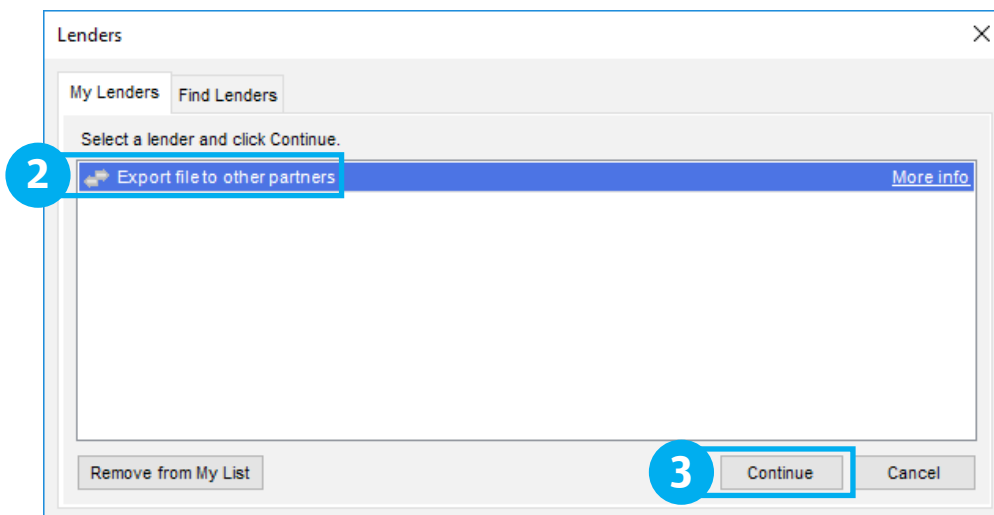 Lenders
My Lenders Find Lenders
Select a lender and click Continue.
2 Export file to other partners More info
Remove from My List 3 Continue Cancel